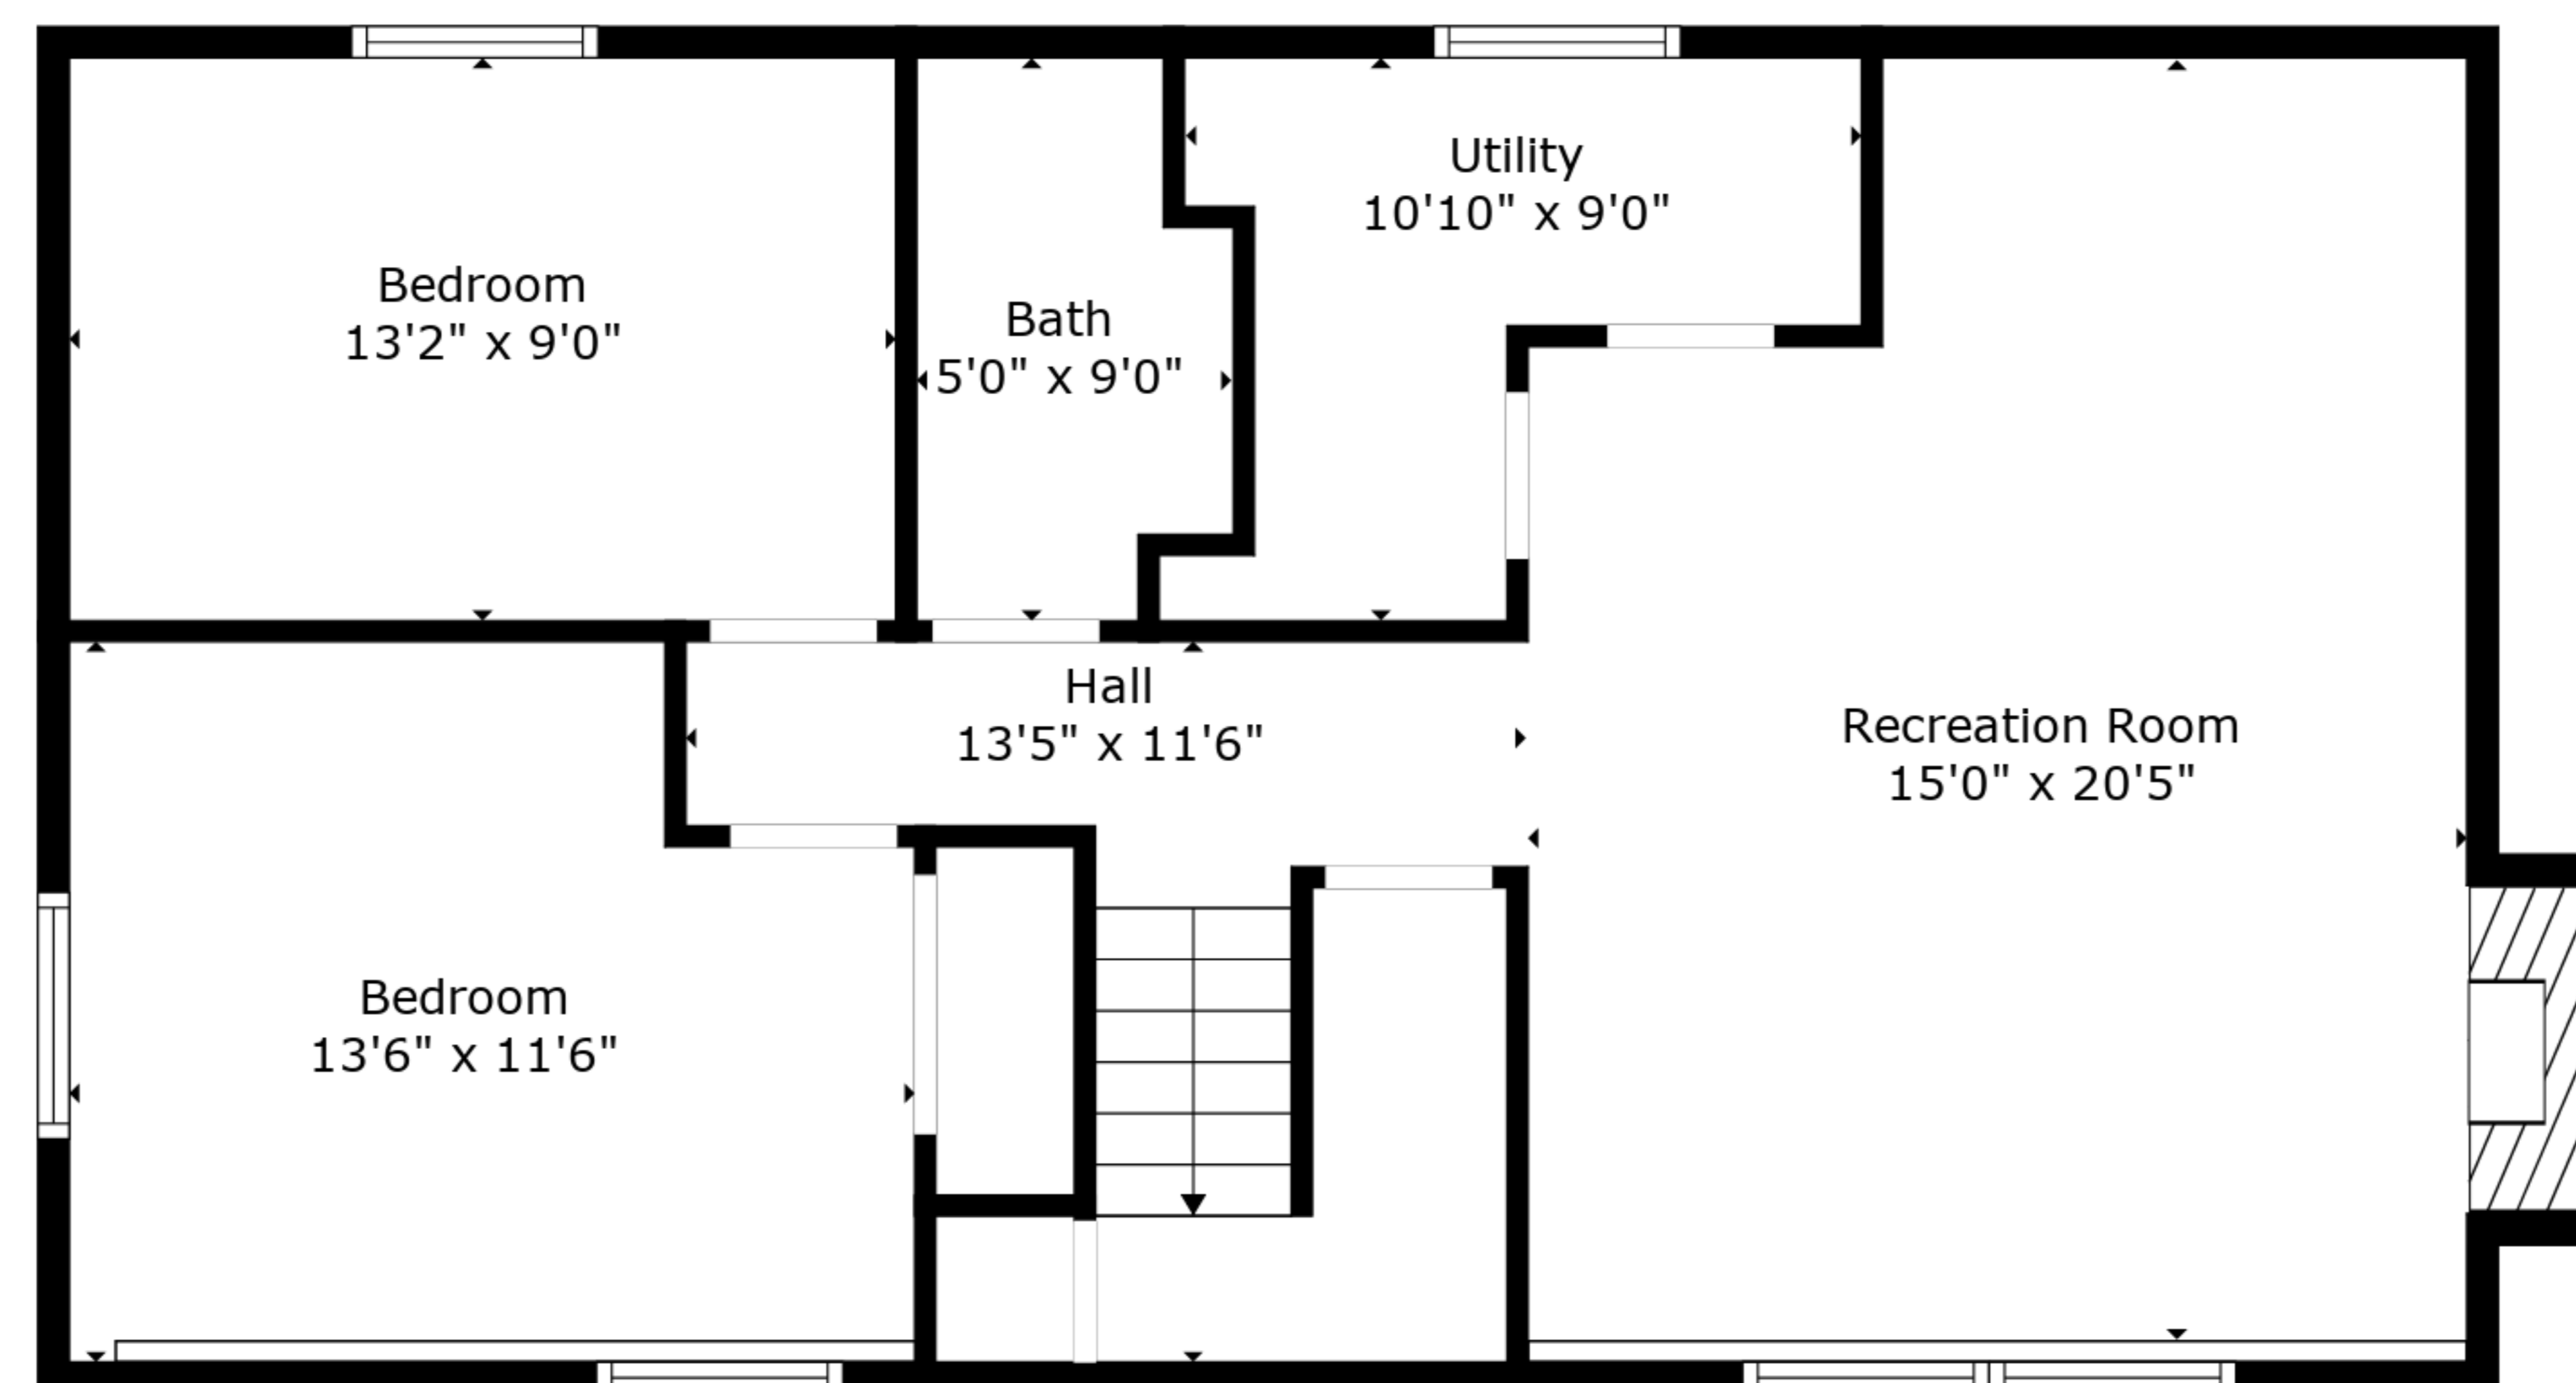 Utility
10'10" x 9'0"
Bedroom
13'2" x 9'0"
Bath
5'0" x 9'0"
Hall
13'5" x 11'6"
Recreation Room
15'0" x 20'5"
Bedroom
13'6" x 11'6"